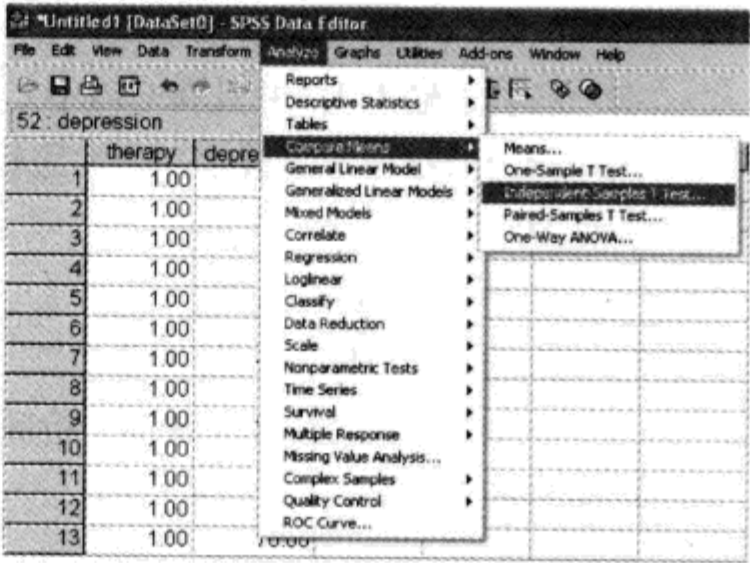 *Untitled1 [DataSet0] - SPSS Data Editor
File Edit View Data Transform Analyze Graphs Utilities Add-ons Window Help
52 : depression
therapy depre
Reports
Descriptive Statistics
Tables
Compare Means
General Linear Model
Generalized Linear Models
Mixed Models
Correlate
Regression
Loglinear
Classify
Data Reduction
Scale
Nonparametric Tests
Time Series
Survival
Multiple Response
Missing Value Analysis...
Complex Samples
Quality Control
ROC Curve...
Means...
One-Sample T Test...
Independent-Samples T Test...
Paired-Samples T Test...
One-Way ANOVA...
1 1.00
2 1.00
3 1.00
4 1.00
5 1.00
6 1.00
7 1.00
8 1.00
9 1.00
10 1.00
11 1.00
12 1.00
13 1.00